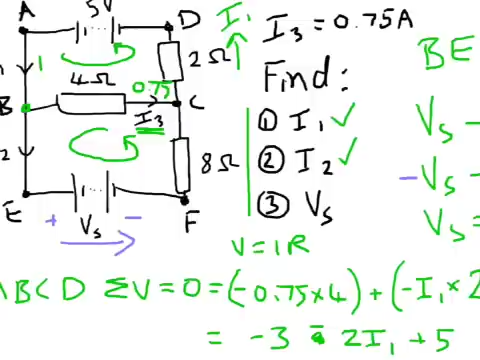 A 5V D I₁ I₃ = 0.75A
1 2Ω Find: BE
4Ω 0.75
B C ① I₁ ✓ Vs -
I₃
2 8Ω ② I₂ ✓ -Vs -
E F ③ Vs Vs =
+ Vs -
V = IR
ABCD ΣV = 0 = (-0.75×4) + (-I₁×2
= -3 - 2I₁ + 5